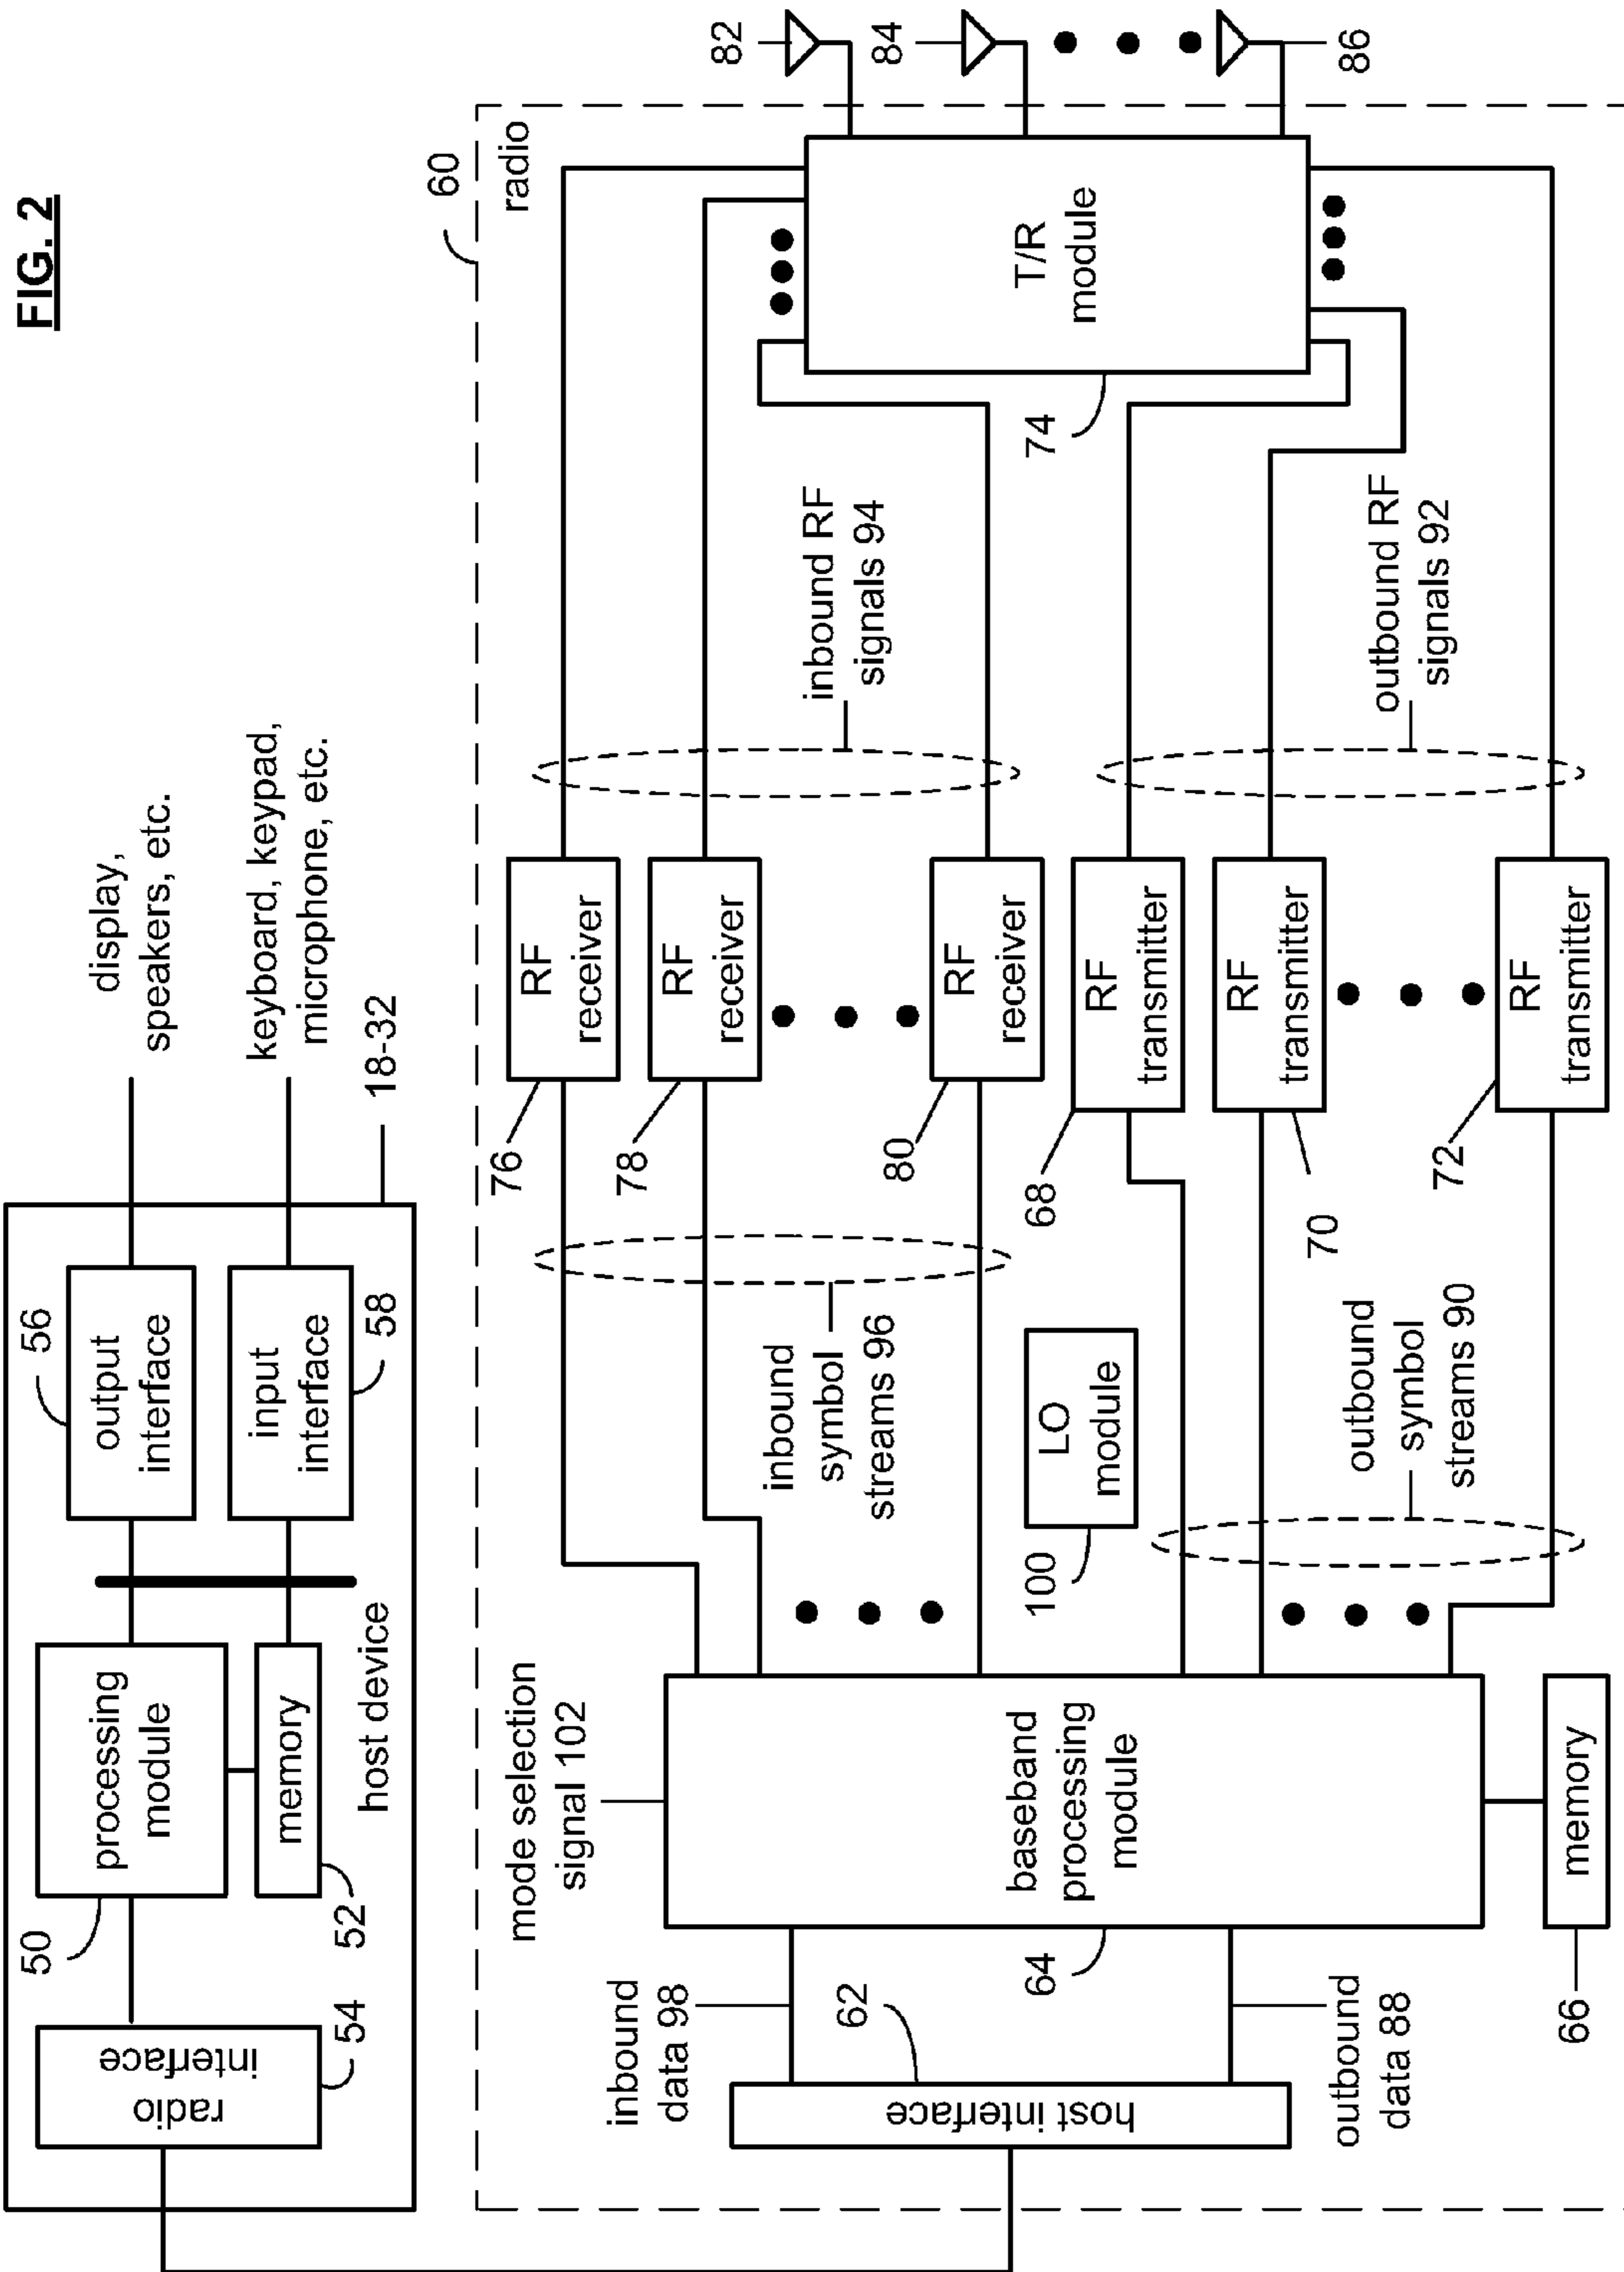 FIG. 2
display,
speakers, etc.
keyboard, keypad,
microphone, etc.
18-32
56
output
interface
input
interface
58
50
processing
module
memory
52
host device
radio
interface
54
60
radio
82
84
86
T/R
module
74
inbound RF
signals 94
outbound RF
signals 92
RF
receiver
76
RF
receiver
78
RF
receiver
80
RF
transmitter
68
RF
transmitter
70
RF
transmitter
72
inbound
symbol
streams 96
LO
module
100
outbound
symbol
streams 90
mode selection
signal 102
baseband
processing
module
64
memory
66
inbound
data 98
62
host interface
outbound
data 88